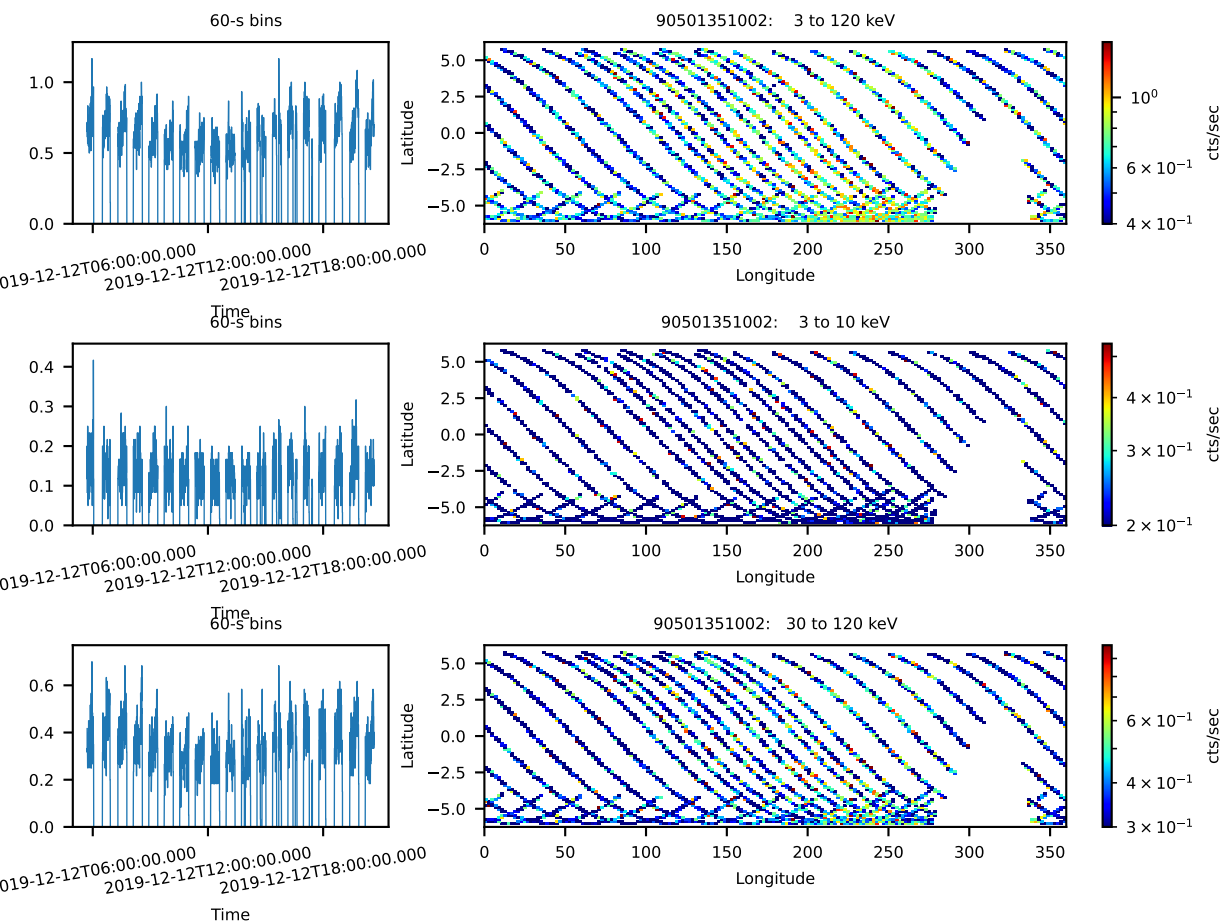 60-s bins
90501351002: 3 to 120 keV
1.0
0.5
0.0
019-12-12T06:00:00.000
2019-12-12T12:00:00.000
2019-12-12T18:00:00.000
Time
Latitude
5.0
2.5
0.0
−2.5
−5.0
0 50 100 150 200 250 300 350
Longitude
10⁰
6 × 10⁻¹
4 × 10⁻¹
cts/sec
60-s bins
90501351002: 3 to 10 keV
0.4
0.3
0.2
0.1
0.0
019-12-12T06:00:00.000
2019-12-12T12:00:00.000
2019-12-12T18:00:00.000
Time
Latitude
5.0
2.5
0.0
−2.5
−5.0
0 50 100 150 200 250 300 350
Longitude
4 × 10⁻¹
3 × 10⁻¹
2 × 10⁻¹
cts/sec
60-s bins
90501351002: 30 to 120 keV
0.6
0.4
0.2
0.0
019-12-12T06:00:00.000
2019-12-12T12:00:00.000
2019-12-12T18:00:00.000
Time
Latitude
5.0
2.5
0.0
−2.5
−5.0
0 50 100 150 200 250 300 350
Longitude
6 × 10⁻¹
4 × 10⁻¹
3 × 10⁻¹
cts/sec